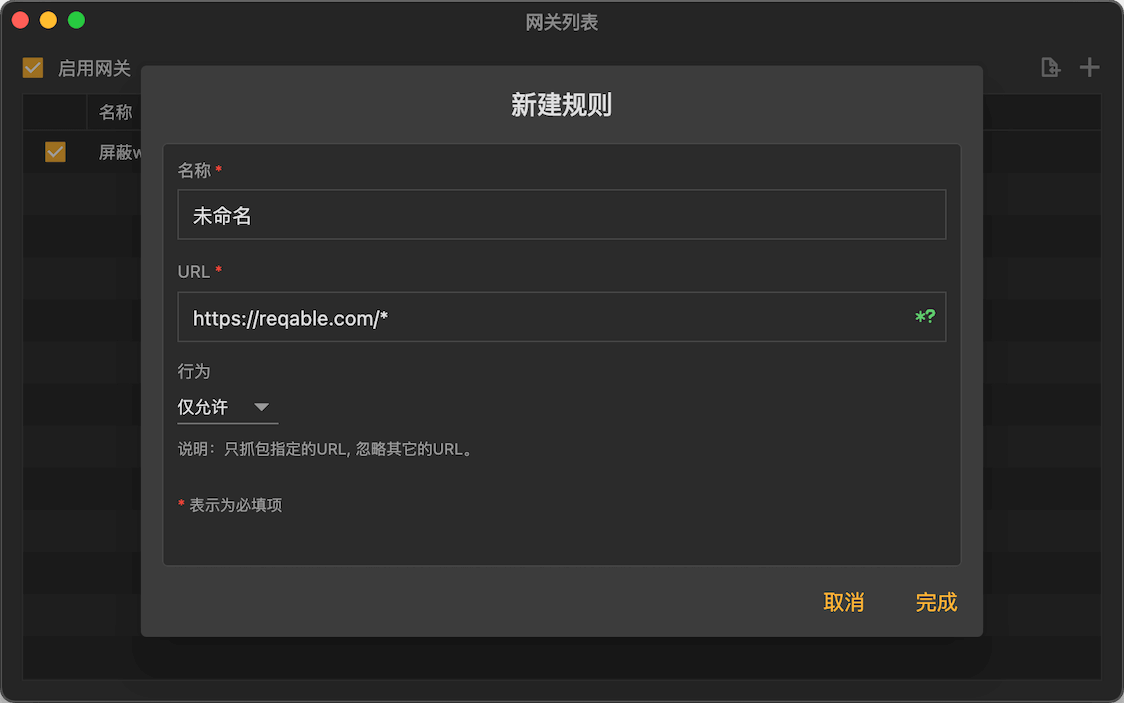 网关列表
启用网关
名称
屏蔽w
新建规则
名称 *
未命名
URL *
https://reqable.com/*
*?
行为
仅允许
说明：只抓包指定的URL, 忽略其它的URL。
* 表示为必填项
取消
完成